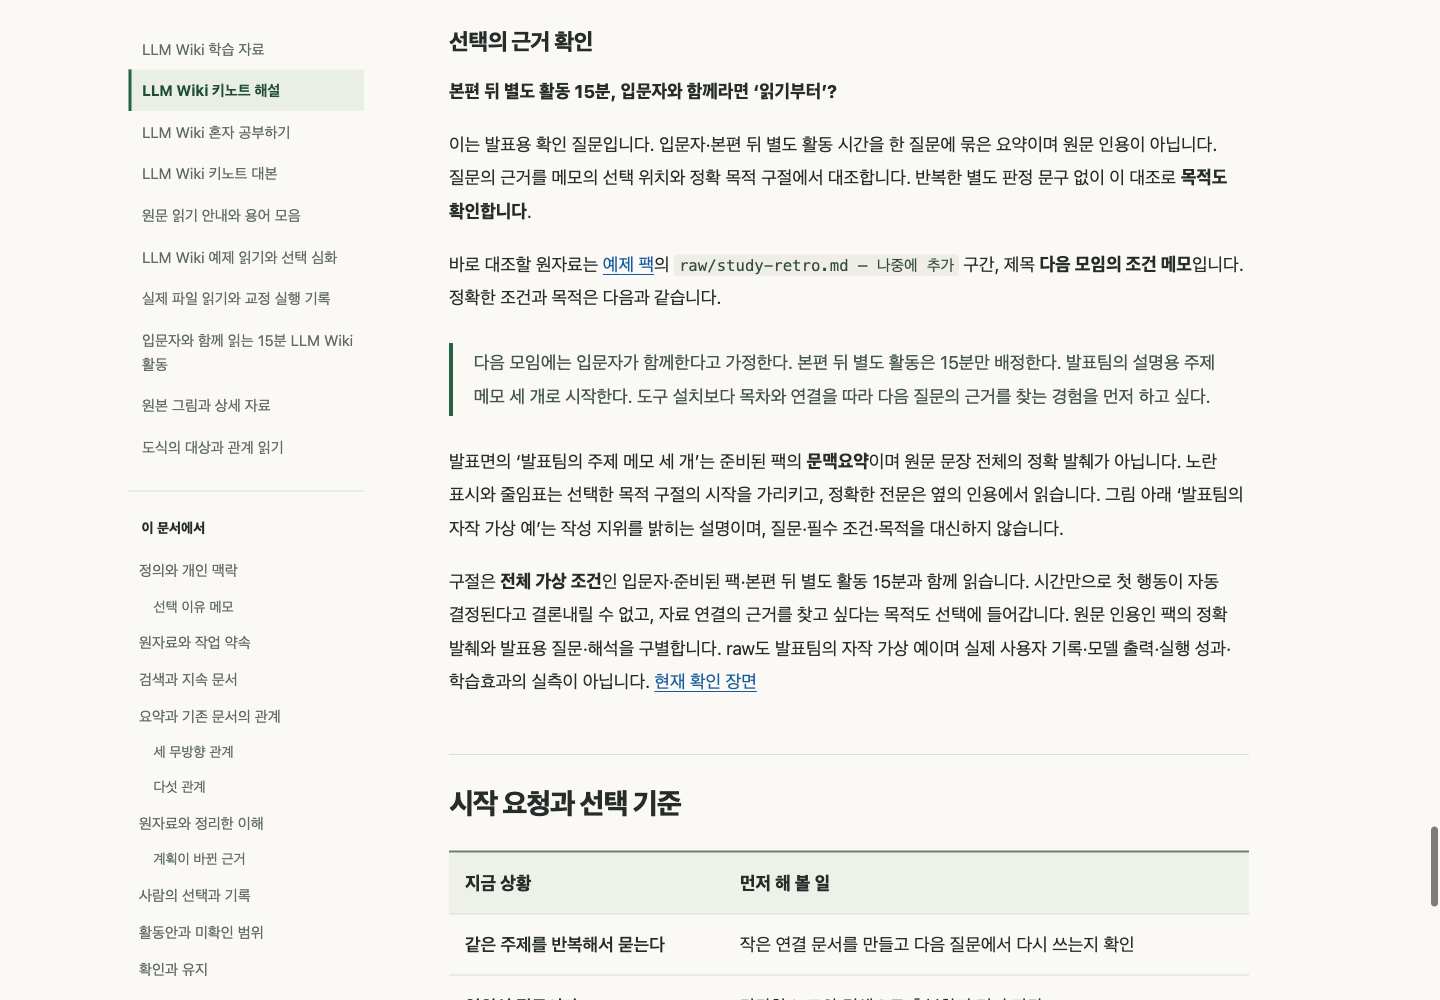 LLM Wiki 학습 자료
LLM Wiki 키노트 해설
LLM Wiki 혼자 공부하기
LLM Wiki 키노트 대본
원문 읽기 안내와 용어 모음
LLM Wiki 예제 읽기와 선택 심화
실제 파일 읽기와 교정 실행 기록
입문자와 함께 읽는 15분 LLM Wiki
활동
원본 그림과 상세 자료
도식의 대상과 관계 읽기
이 문서에서
정의와 개인 맥락
선택 이유 메모
원자료와 작업 약속
검색과 지속 문서
요약과 기존 문서의 관계
세 무방향 관계
다섯 관계
원자료와 정리한 이해
계획이 바뀐 근거
사람의 선택과 기록
활동안과 미확인 범위
확인과 유지
선택의 근거 확인
본편 뒤 별도 활동 15분, 입문자와 함께라면 ‘읽기부터’?
이는 발표용 확인 질문입니다. 입문자·본편 뒤 별도 활동 시간을 한 질문에 묶은 요약이며 원문 인용이 아닙니다.
질문의 근거를 메모의 선택 위치와 정확 목적 구절에서 대조합니다. 반복한 별도 판정 문구 없이 이 대조로 목적도
확인합니다.
바로 대조할 원자료는 예제 팩의 raw/study-retro.md — 나중에 추가 구간, 제목 다음 모임의 조건 메모입니다.
정확한 조건과 목적은 다음과 같습니다.
다음 모임에는 입문자가 함께한다고 가정한다. 본편 뒤 별도 활동은 15분만 배정한다. 발표팀의 설명용 주제
메모 세 개로 시작한다. 도구 설치보다 목차와 연결을 따라 다음 질문의 근거를 찾는 경험을 먼저 하고 싶다.
발표면의 ‘발표팀의 주제 메모 세 개’는 준비된 팩의 문맥요약이며 원문 문장 전체의 정확 발췌가 아닙니다. 노란
표시와 줄임표는 선택한 목적 구절의 시작을 가리키고, 정확한 전문은 옆의 인용에서 읽습니다. 그림 아래 ‘발표팀의
자작 가상 예’는 작성 지위를 밝히는 설명이며, 질문·필수 조건·목적을 대신하지 않습니다.
구절은 전체 가상 조건인 입문자·준비된 팩·본편 뒤 별도 활동 15분과 함께 읽습니다. 시간만으로 첫 행동이 자동
결정된다고 결론내릴 수 없고, 자료 연결의 근거를 찾고 싶다는 목적도 선택에 들어갑니다. 원문 인용인 팩의 정확
발췌와 발표용 질문·해석을 구별합니다. raw도 발표팀의 자작 가상 예이며 실제 사용자 기록·모델 출력·실행 성과·
학습효과의 실측이 아닙니다. 현재 확인 장면
시작 요청과 선택 기준
지금 상황
먼저 해 볼 일
같은 주제를 반복해서 묻는다
작은 연결 문서를 만들고 다음 질문에서 다시 쓰는지 확인